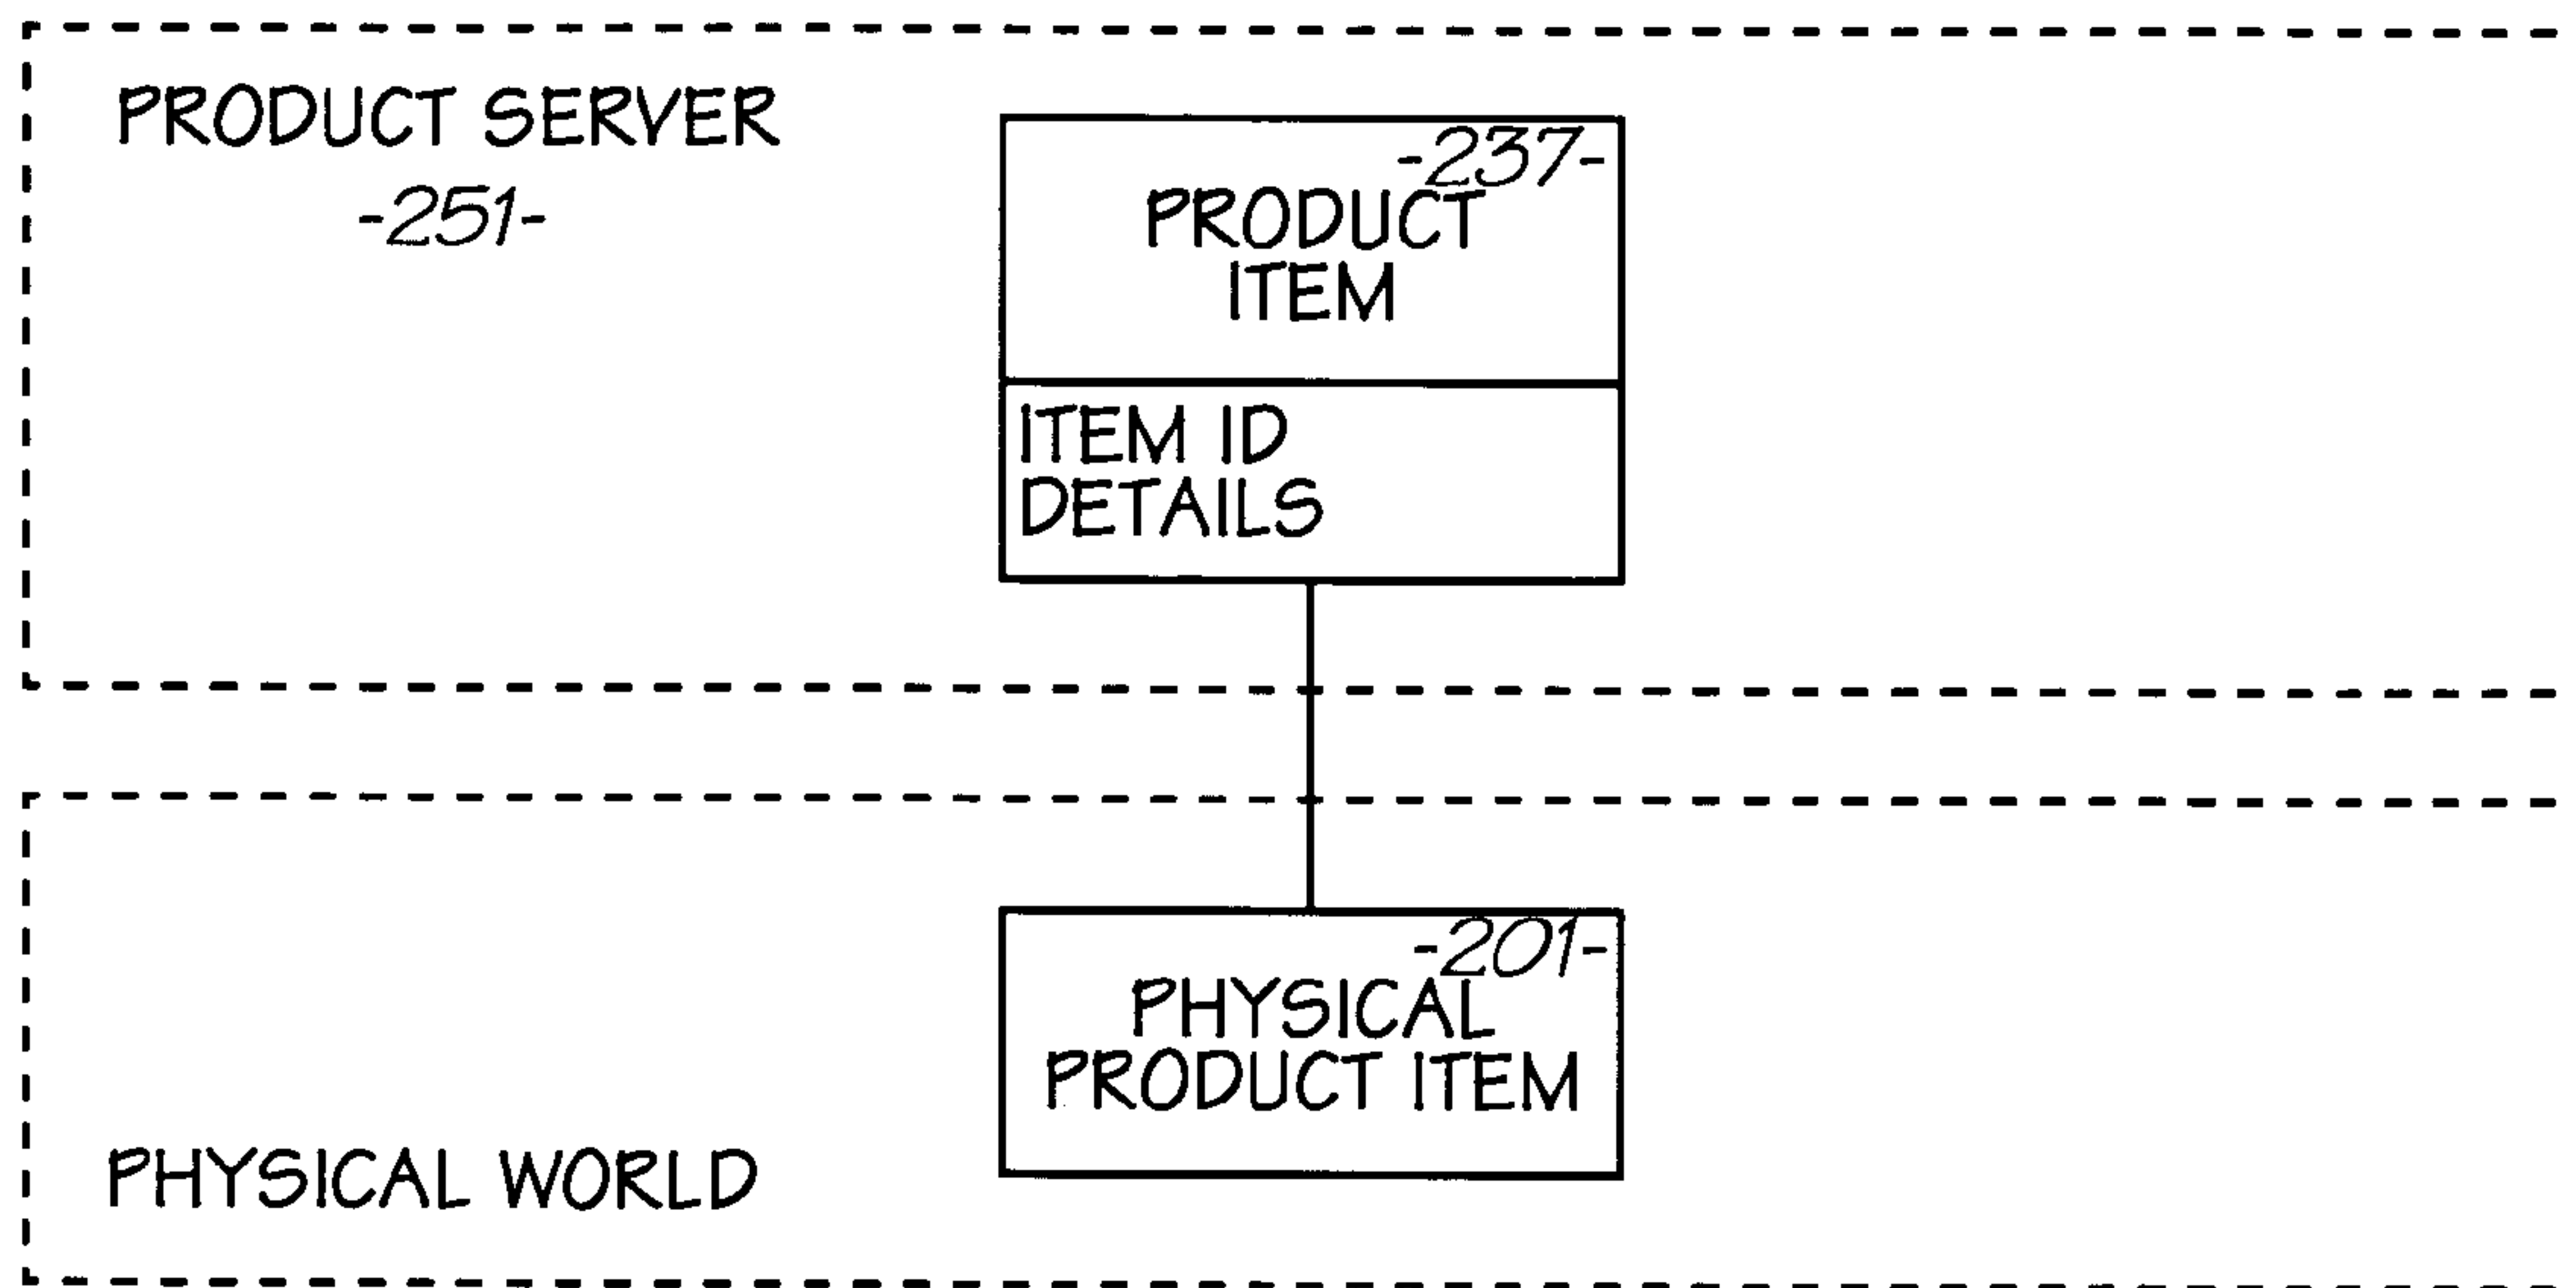 PRODUCT SERVER
-251-
-237-
PRODUCT
ITEM
ITEM ID
DETAILS
-201-
PHYSICAL
PRODUCT ITEM
PHYSICAL WORLD